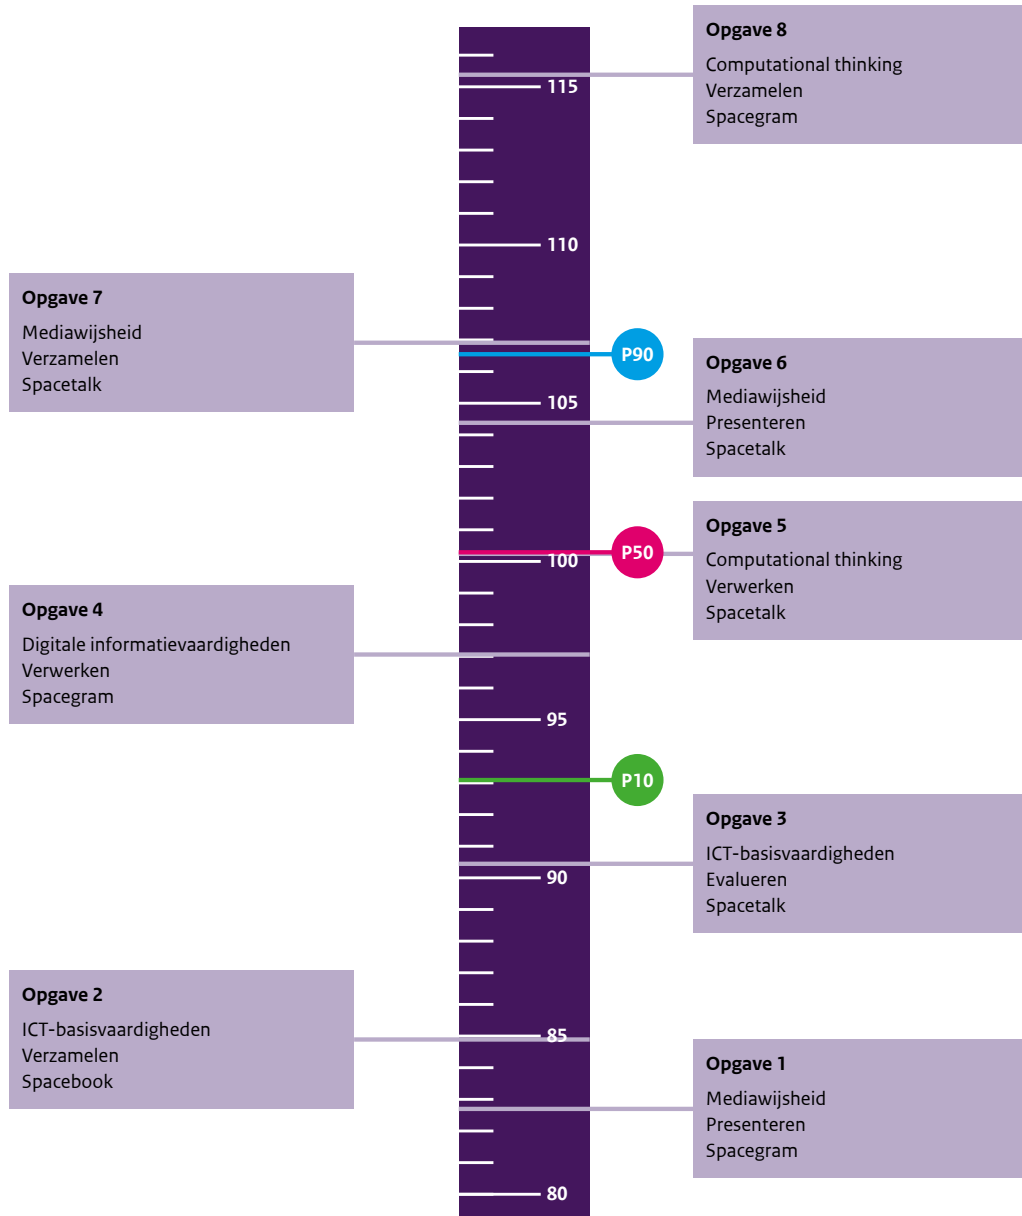 Opgave 8
Computational thinking
Verzamelen
Spacegram
115
110
Opgave 7
Mediawijsheid
Verzamelen
Spacetalk
P90
Opgave 6
Mediawijsheid
Presenteren
Spacetalk
105
Opgave 5
Computational thinking
Verwerken
Spacetalk
P50
100
Opgave 4
Digitale informatievaardigheden
Verwerken
Spacegram
95
P10
Opgave 3
ICT-basisvaardigheden
Evalueren
Spacetalk
90
Opgave 2
ICT-basisvaardigheden
Verzamelen
Spacebook
85
Opgave 1
Mediawijsheid
Presenteren
Spacegram
80